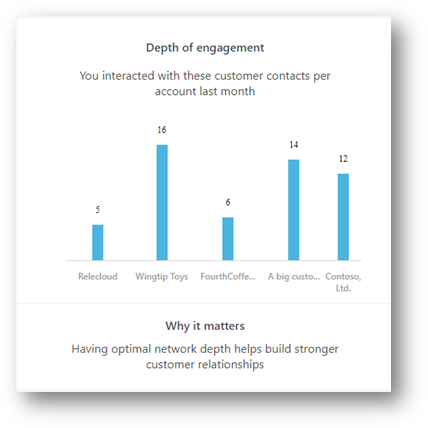 Depth of engagement
You interacted with these customer contacts per
account last month
5
16
6
14
12
Relecloud
Wingtip Toys
FourthCoffe...
A big custo...
Contoso,
Ltd.
Why it matters
Having optimal network depth helps build stronger
customer relationships